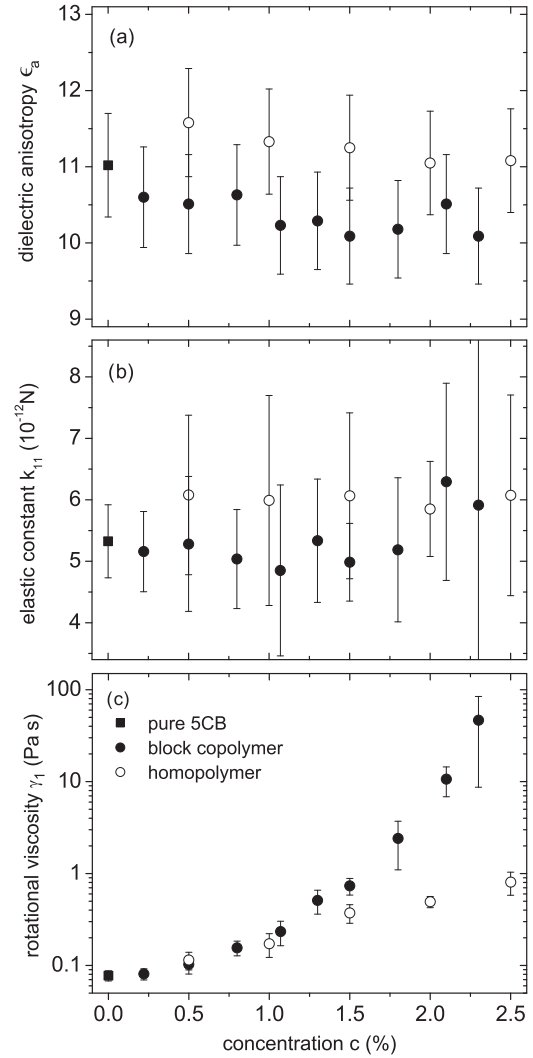 (a)
dielectric anisotropy ϵₐ
13
12
11
10
9
(b)
elastic constant k₁₁ (10⁻¹²N)
8
7
6
5
4
(c)
pure 5CB
block copolymer
homopolymer
rotational viscosity γ₁ (Pa s)
100
10
1
0.1
0.0 0.5 1.0 1.5 2.0 2.5
concentration c (%)